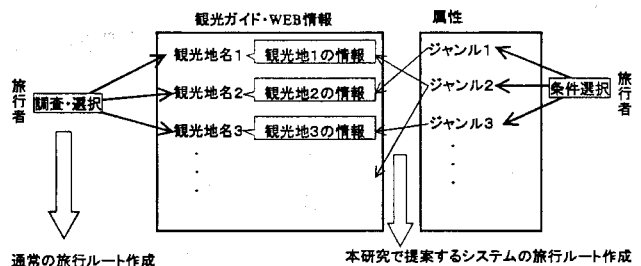 観光ガイド・WEB情報
属性
旅行者
調査・選択
観光地名1
観光地1の情報
観光地名2
観光地2の情報
観光地名3
観光地3の情報
ジャンル1
ジャンル2
ジャンル3
条件選択
旅行者
通常の旅行ルート作成
本研究で提案するシステムの旅行ルート作成